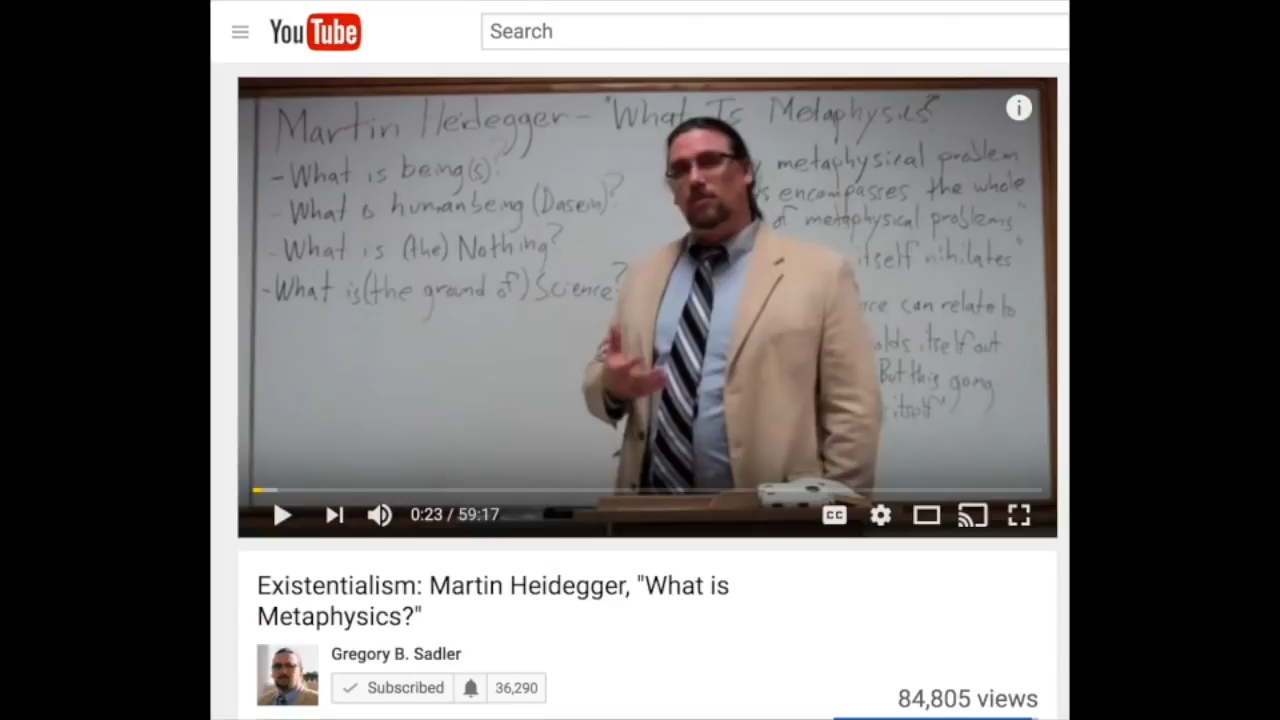 YouTube
Search
Martin Heidegger - "What Is Metaphysics"
- What is being(s)?
- What is human being (Dasein)?
- What is (the) Nothing?
- What is (the ground of) Science?
metaphysical problem
encompasses the whole
of metaphysical problems"
itself nihilates"
can relate to
itself out
But this going
itself"
0:23 / 59:17
CC
Existentialism: Martin Heidegger, "What is
Metaphysics?"
Gregory B. Sadler
Subscribed
36,290
84,805 views